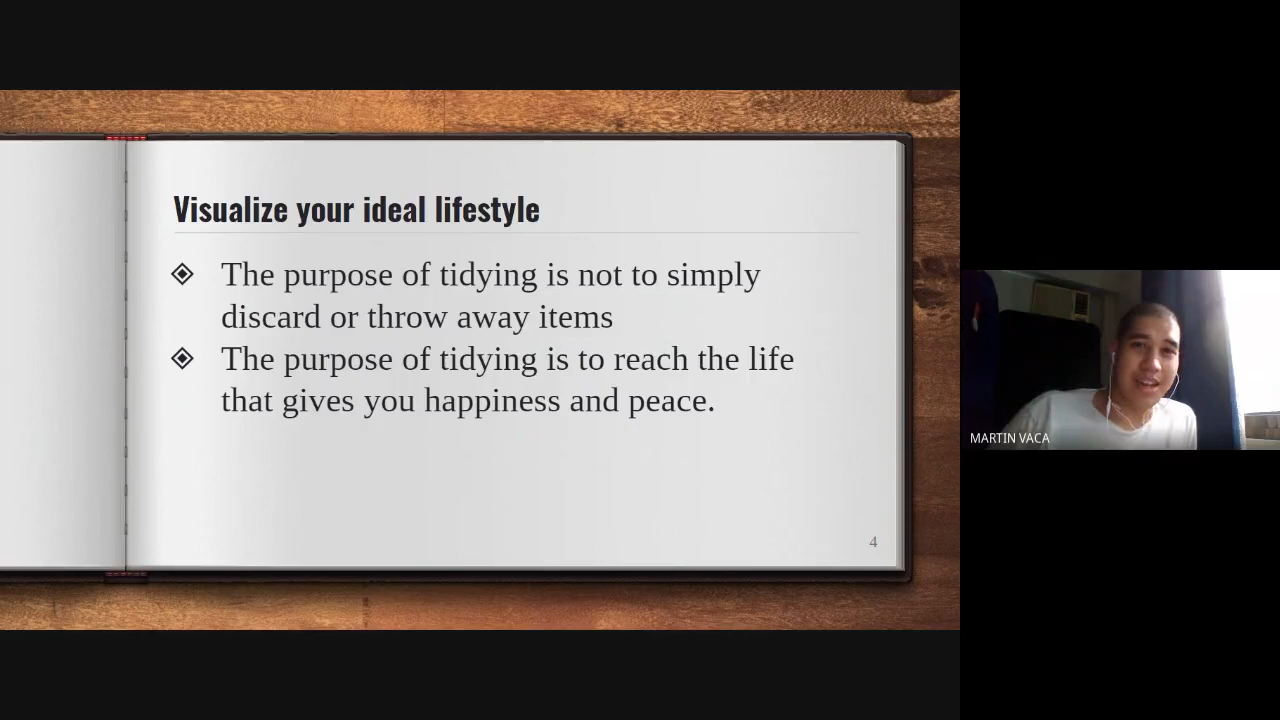 Visualize your ideal lifestyle
The purpose of tidying is not to simply
discard or throw away items
The purpose of tidying is to reach the life
that gives you happiness and peace.
4
MARTIN VACA